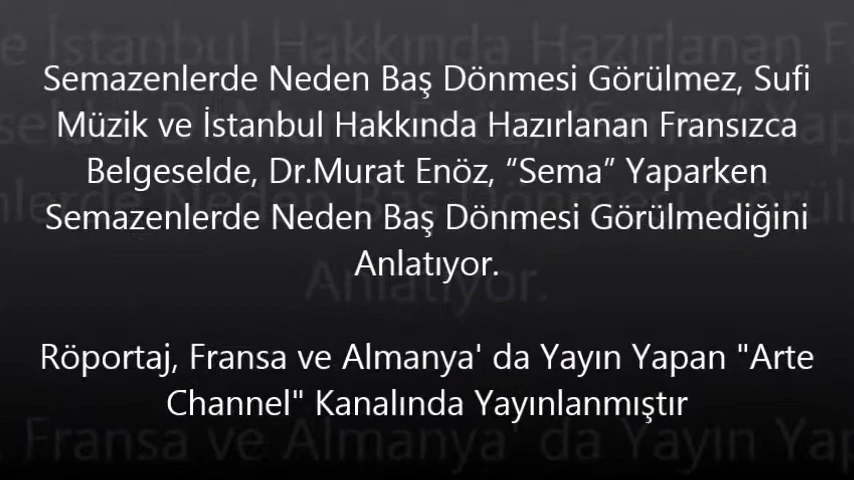 Semazenlerde Neden Baş Dönmesi Görülmez, Sufi
Müzik ve İstanbul Hakkında Hazırlanan Fransızca
Belgeselde, Dr.Murat Enöz, “Sema” Yaparken
Semazenlerde Neden Baş Dönmesi Görülmediğini
Anlatıyor.
Röportaj, Fransa ve Almanya' da Yayın Yapan "Arte
Channel" Kanalında Yayınlanmıştır